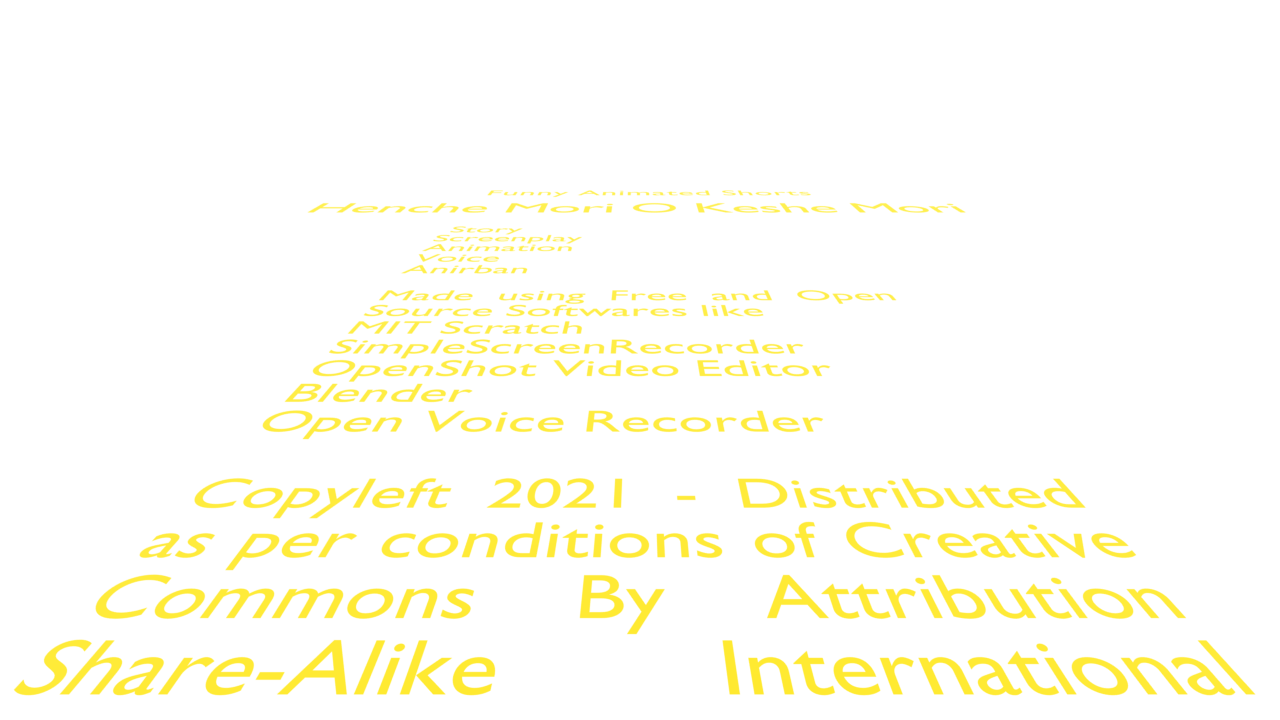 Funny Animated Shorts
Henche Mori O Keshe Mori
Story
Screenplay
Animation
Voice
Anirban
Made using Free and Open
Source Softwares like
MIT Scratch
SimpleScreenRecorder
OpenShot Video Editor
Blender
Open Voice Recorder
Copyleft 2021 - Distributed
as per conditions of Creative
Commons By Attribution
Share-Alike International